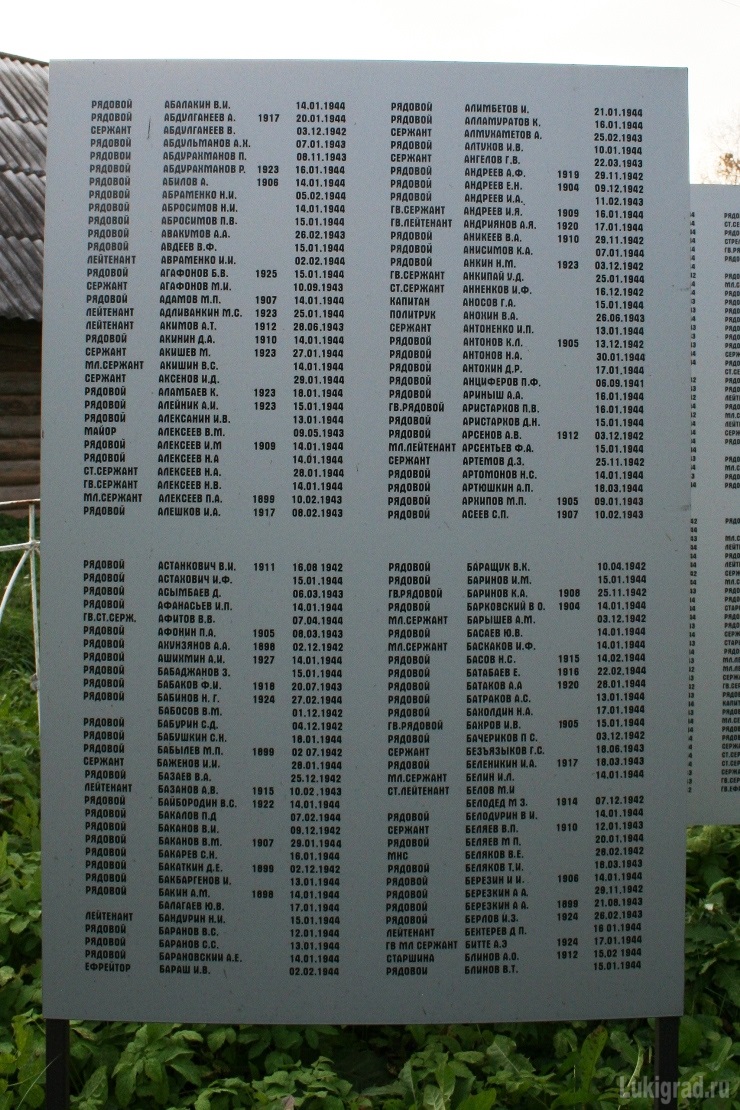 РЯДОВОЙ АБАЛАКИН В.И. 14.01.1944
РЯДОВОЙ АБДУЛГАНЕЕВ А. 1917 20.01.1944
СЕРЖАНТ АБДУЛГАНЕЕВ В. 03.12.1942
РЯДОВОЙ АБДУЛЬМАНОВ А.Х. 07.01.1943
РЯДОВОЙ АБДУРАХМАНОВ П. 08.11.1943
РЯДОВОЙ АБДУРАХМАНОВ Р. 1923 16.01.1944
РЯДОВОЙ АБИЛОВ А. 1906 14.01.1944
РЯДОВОЙ АБРАМЕНКО Н.И. 05.02.1944
РЯДОВОЙ АБРОСИМОВ Н.И. 14.01.1944
РЯДОВОЙ АБРОСИМОВ П.В. 15.01.1944
РЯДОВОЙ АВАКУМОВ А.А. 26.02.1943
РЯДОВОЙ АВДЕЕВ В.Ф. 15.01.1944
ЛЕЙТЕНАНТ АВРАМЕНКО И.И. 02.02.1944
РЯДОВОЙ АГАФОНОВ Б.В. 1925 15.01.1944
СЕРЖАНТ АГАФОНОВ М.И. 10.09.1943
РЯДОВОЙ АДАМОВ М.П. 1907 14.01.1944
ЛЕЙТЕНАНТ АДЛИВАНКИН М.С. 1923 25.01.1944
ЛЕЙТЕНАНТ АКИМОВ А.Т. 1912 28.06.1943
РЯДОВОЙ АКИНИН Д.А. 1910 14.01.1944
СЕРЖАНТ АКИШЕВ М. 1923 27.01.1944
МЛ.СЕРЖАНТ АКИШИН В.С. 14.01.1944
СЕРЖАНТ АКСЕНОВ И.Д. 29.01.1944
РЯДОВОЙ АЛАМБАЕВ К. 1923 18.01.1944
РЯДОВОЙ АЛЕЙНИК А.И. 1923 15.01.1944
РЯДОВОЙ АЛЕКСАНИН И.В. 13.01.1944
МАЙОР АЛЕКСЕЕВ В.М. 09.05.1943
РЯДОВОЙ АЛЕКСЕЕВ И.М 1909 14.01.1944
РЯДОВОЙ АЛЕКСЕЕВ Н.А 14.01.1944
СТ.СЕРЖАНТ АЛЕКСЕЕВ Н.А. 28.01.1944
ГВ.СЕРЖАНТ АЛЕКСЕЕВ Н.В. 14.01.1944
МЛ.СЕРЖАНТ АЛЕКСЕЕВ П.А. 1899 10.02.1943
РЯДОВОЙ АЛЕШКОВ И.А. 1917 08.02.1943
РЯДОВОЙ АЛИМБЕТОВ И. 21.01.1944
РЯДОВОЙ АЛЛАМУРАТОВ К. 16.01.1944
СЕРЖАНТ АЛМУХАМЕТОВ А. 25.02.1943
РЯДОВОЙ АЛТУХОВ И.В. 10.01.1944
СЕРЖАНТ АНГЕЛОВ Г.В. 22.03.1943
РЯДОВОЙ АНДРЕЕВ А.Ф. 1919 29.11.1942
РЯДОВОЙ АНДРЕЕВ Е.Н. 1904 09.12.1942
РЯДОВОЙ АНДРЕЕВ И.А. 11.02.1943
ГВ.СЕРЖАНТ АНДРЕЕВ И.Я. 1909 16.01.1944
ГВ.ЛЕЙТЕНАНТ АНДРИЯНОВ А.Я. 1920 17.01.1944
РЯДОВОЙ АНИКЕЕВ В.А. 1910 29.11.1942
РЯДОВОЙ АНИСИМОВ К.А. 07.01.1944
РЯДОВОЙ АНКИН Н.М. 1923 03.12.1942
ГВ.СЕРЖАНТ АНКИПАЙ У.Д. 25.01.1944
СТ.СЕРЖАНТ АННЕНКОВ И.Ф. 16.12.1942
КАПИТАН АНОСОВ Г.А. 15.01.1944
ПОЛИТРУК АНОХИН В.А. 26.06.1943
СЕРЖАНТ АНТОНЕНКО И.П. 13.01.1944
РЯДОВОЙ АНТОНОВ К.Л. 1905 13.12.1942
РЯДОВОЙ АНТОНОВ Н.А. 30.01.1944
РЯДОВОЙ АНТОХИН Д.Р. 17.01.1944
РЯДОВОЙ АНЦИФЕРОВ П.Ф. 06.09.1941
РЯДОВОЙ АРИНЫШ А.А. 16.01.1944
ГВ.РЯДОВОЙ АРИСТАРХОВ П.В. 16.01.1944
РЯДОВОЙ АРИСТАРХОВ Д.Н. 15.01.1944
РЯДОВОЙ АРСЕНОВ А.В. 1912 03.12.1942
МЛ.ЛЕЙТЕНАНТ АРСЕНТЬЕВ Ф.А. 15.01.1944
СЕРЖАНТ АРТЕМОВ Д.З. 25.11.1942
РЯДОВОЙ АРТОМОНОВ Н.С. 14.01.1944
РЯДОВОЙ АРТЮШКИН А.П. 18.03.1944
РЯДОВОЙ АРХИПОВ М.П. 1905 09.01.1943
РЯДОВОЙ АСЕЕВ С.П. 1907 10.02.1943
РЯДОВОЙ АСТАНКОВИЧ В.И. 1911 16.08 1942
РЯДОВОЙ АСТАХОВИЧ И.Ф. 15.01.1944
РЯДОВОЙ АСЫМБАЕВ Д. 06.03.1943
РЯДОВОЙ АФАНАСЬЕВ И.П. 14.01.1944
ГВ.СТ.СЕРЖ. АФИТОВ В.В. 07.04.1944
РЯДОВОЙ АФОНИН П.А. 1905 08.03.1943
РЯДОВОЙ АХУНЗЯНОВ А.А. 1898 02.12.1942
РЯДОВОЙ АШИХМИН А.И. 1927 14.01.1944
РЯДОВОЙ БАБАДЖАНОВ З. 15.01.1944
РЯДОВОЙ БАБАКОВ Ф.И. 1918 20.07.1943
РЯДОВОЙ БАБИНОВ Н. Г. 1924 27.02.1944
БАБОСОВ В.М. 01.12.1942
РЯДОВОЙ БАБУРИН С.Д. 04.12.1942
РЯДОВОЙ БАБУШКИН С.Н. 18.01.1944
РЯДОВОЙ БАБЫЛЕВ М.П. 1899 02 07.1942
СЕРЖАНТ БАЖЕНОВ И.И. 28.01.1944
РЯДОВОЙ БАЗАЕВ В.А. 25.12.1942
ЛЕЙТЕНАНТ БАЗАНОВ А.В. 1915 10.02 .1943
РЯДОВОЙ БАЙБОРОДИН В.С. 1922 14.01.1944
РЯДОВОЙ БАКАЛОВ П.Д 07.02.1944
РЯДОВОЙ БАКАНОВ В.И. 09.12.1942
РЯДОВОЙ БАКАНОВ В.М. 1907 29.01.1944
РЯДОВОЙ БАКАРЕВ С.Н. 16.01.1944
РЯДОВОЙ БАКАТКИН Д.Е. 1899 02.12.1942
РЯДОВОЙ БАКБАРГЕНОВ И. 13.01.1944
РЯДОВОЙ БАКИН А.М. 1898 14.01.1944
БАЛАГАЕВ Ю.В. 17.01.1944
ЛЕЙТЕНАНТ БАНДУРИН Н.И. 15.01.1944
РЯДОВОЙ БАРАНОВ В.С. 12.01.1944
РЯДОВОЙ БАРАНОВ С.С. 13.01.1944
РЯДОВОЙ БАРАНОВСКИЙ А.Е. 14.01.1944
ЕФРЕЙТОР БАРАШ И.В. 02.02.1944
РЯДОВОЙ БАРАЩУК В.К. 10.04.1942
РЯДОВОЙ БАРИНОВ И.М. 15.01.1944
ГВ.РЯДОВОЙ БАРИНОВ К.А. 1908 25.11.1942
РЯДОВОЙ БАРКОВСКИЙ В О. 1904 14.01.1944
МЛ.СЕРЖАНТ БАРЫШЕВ А.М. 03.12.1942
РЯДОВОЙ БАСАЕВ Ю.В. 14.01.1944
МЛ.СЕРЖАНТ БАСКАКОВ И.Ф. 14.01.1944
РЯДОВОЙ БАСОВ Н.С. 1915 14.02.1944
РЯДОВОЙ БАТАБАЕВ Е. 1916 22.02.1944
РЯДОВОЙ БАТАКОВ А.А 1920 28.01.1944
РЯДОВОЙ БАТРАКОВ А.С. 13.01.1944
РЯДОВОЙ БАХОЛДИН Н.А. 17.01.1944
ГВ.РЯДОВОЙ БАХРОВ И.В. 1905 15.01.1944
РЯДОВОЙ БАЧЕРИКОВ П С. 03.12.1942
СЕРЖАНТ БЕЗЪЯЗЫКОВ Г.С. 18.06.1943
РЯДОВОЙ БЕЛЕНИКИН И.А. 1917 18.03.1943
МЛ.СЕРЖАНТ БЕЛИН И.Л. 14.01.1944
СТ.ЛЕЙТЕНАНТ БЕЛОВ М.И
БЕЛОДЕД М З. 1914 07.12.1942
РЯДОВОЙ БЕЛОДУРИН В И. 14.01.1944
СЕРЖАНТ БЕЛЯЕВ В.П. 1910 12.01.1943
РЯДОВОЙ БЕЛЯЕВ М П. 20.01.1944
МНС БЕЛЯКОВ В.Е. 28.02.1942
РЯДОВОЙ БЕЛЯКОВ Т.И. 18.03.1943
РЯДОВОЙ БЕРЕЗИН И И. 1906 14.01.1944
РЯДОВОЙ БЕРЕЗКИН А А. 29.11.1942
РЯДОВОЙ БЕРЕЗКИН А А. 1899 21.08.1943
РЯДОВОЙ БЕРЛОВ И.З. 1924 26.02.1943
ЛЕЙТЕНАНТ БЕХТЕРЕВ Д П. 16 01.1944
ГВ МЛ СЕРЖАНТ БИТТЕ А.Э 1924 17.01.1944
СТАРШИНА БЛИНОВ А.О. 1912 15.02 1944
РЯДОВОЙ БЛИНОВ В.Т. 15.01.1944
Lukigrad.ru